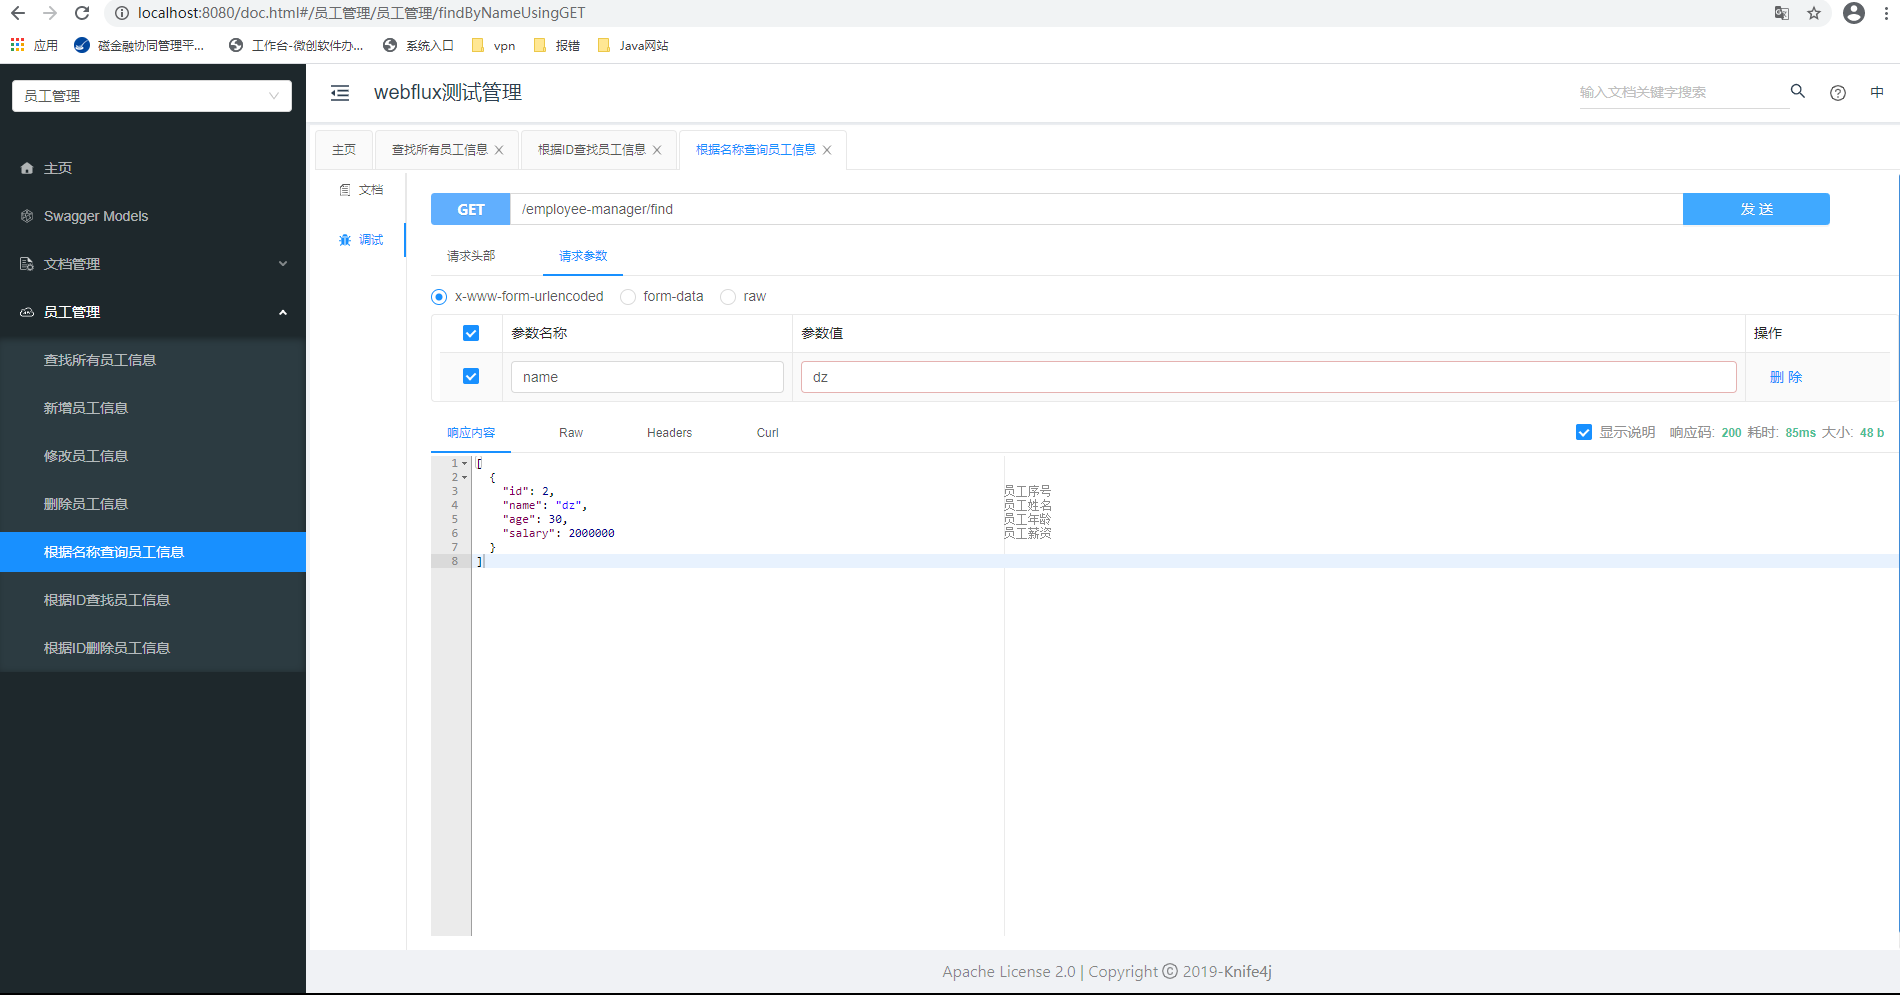 localhost:8080/doc.html#/员工管理/员工管理/findByNameUsingGET
应用 磁金融协同管理平... 工作台-微创软件办... 系统入口 vpn 报错 Java网站
员工管理
webflux测试管理
输入文档关键字搜索
中
主页
Swagger Models
文档管理
员工管理
查找所有员工信息
新增员工信息
修改员工信息
删除员工信息
根据名称查询员工信息
根据ID查找员工信息
根据ID删除员工信息
主页 查找所有员工信息 根据ID查找员工信息 根据名称查询员工信息
文档
调试
GET /employee-manager/find 发 送
请求头部 请求参数
x-www-form-urlencoded form-data raw
参数名称 参数值 操作
name dz 删 除
响应内容 Raw Headers Curl 显示说明 响应码: 200 耗时: 85ms 大小: 48 b
1 [
2 {
3 "id": 2, 员工序号
4 "name": "dz", 员工姓名
5 "age": 30, 员工年龄
6 "salary": 2000000 员工薪资
7 }
8 ]
Apache License 2.0 | Copyright © 2019-Knife4j